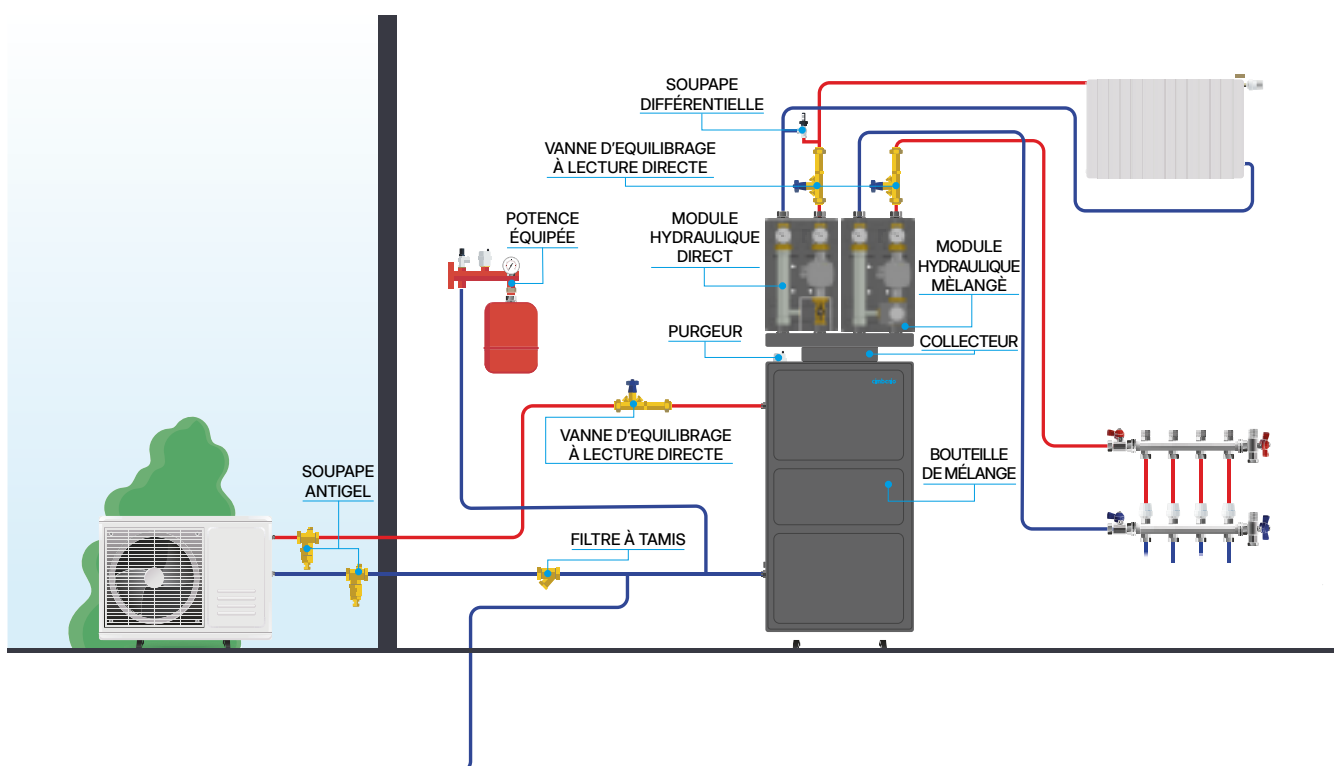 SOUPAPE
DIFFÉRENTIELLE
VANNE D'EQUILIBRAGE
À LECTURE DIRECTE
POTENCE
ÉQUIPÉE
MODULE
HYDRAULIQUE
DIRECT
MODULE
HYDRAULIQUE
MÈLANGÈ
PURGEUR
COLLECTEUR
VANNE D'EQUILIBRAGE
À LECTURE DIRECTE
BOUTEILLE
DE MÉLANGE
SOUPAPE
ANTIGEL
FILTRE À TAMIS